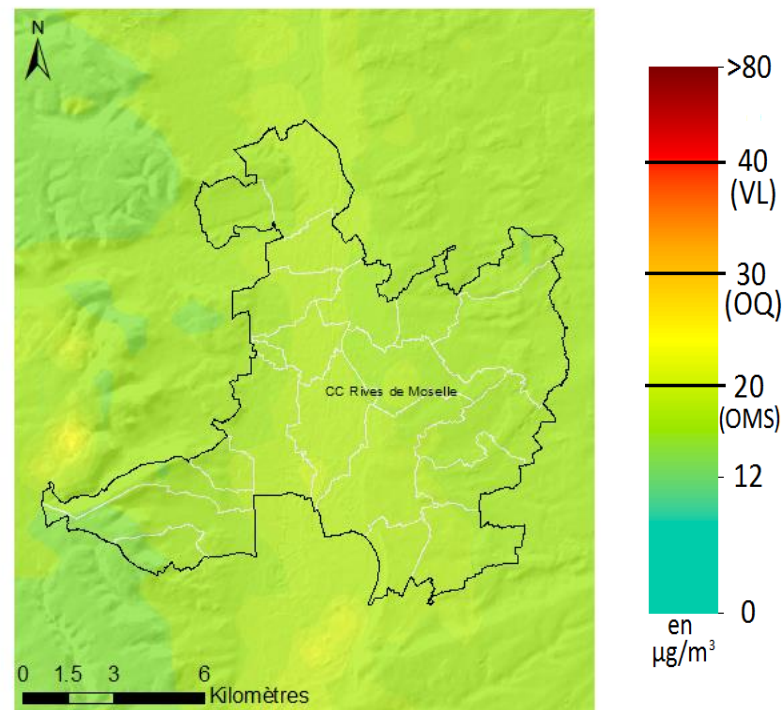 N
CC Rives de Moselle
0 1.5 3 6
Kilomètres
>80
40
(VL)
30
(OQ)
20
(OMS)
12
0
en
µg/m³